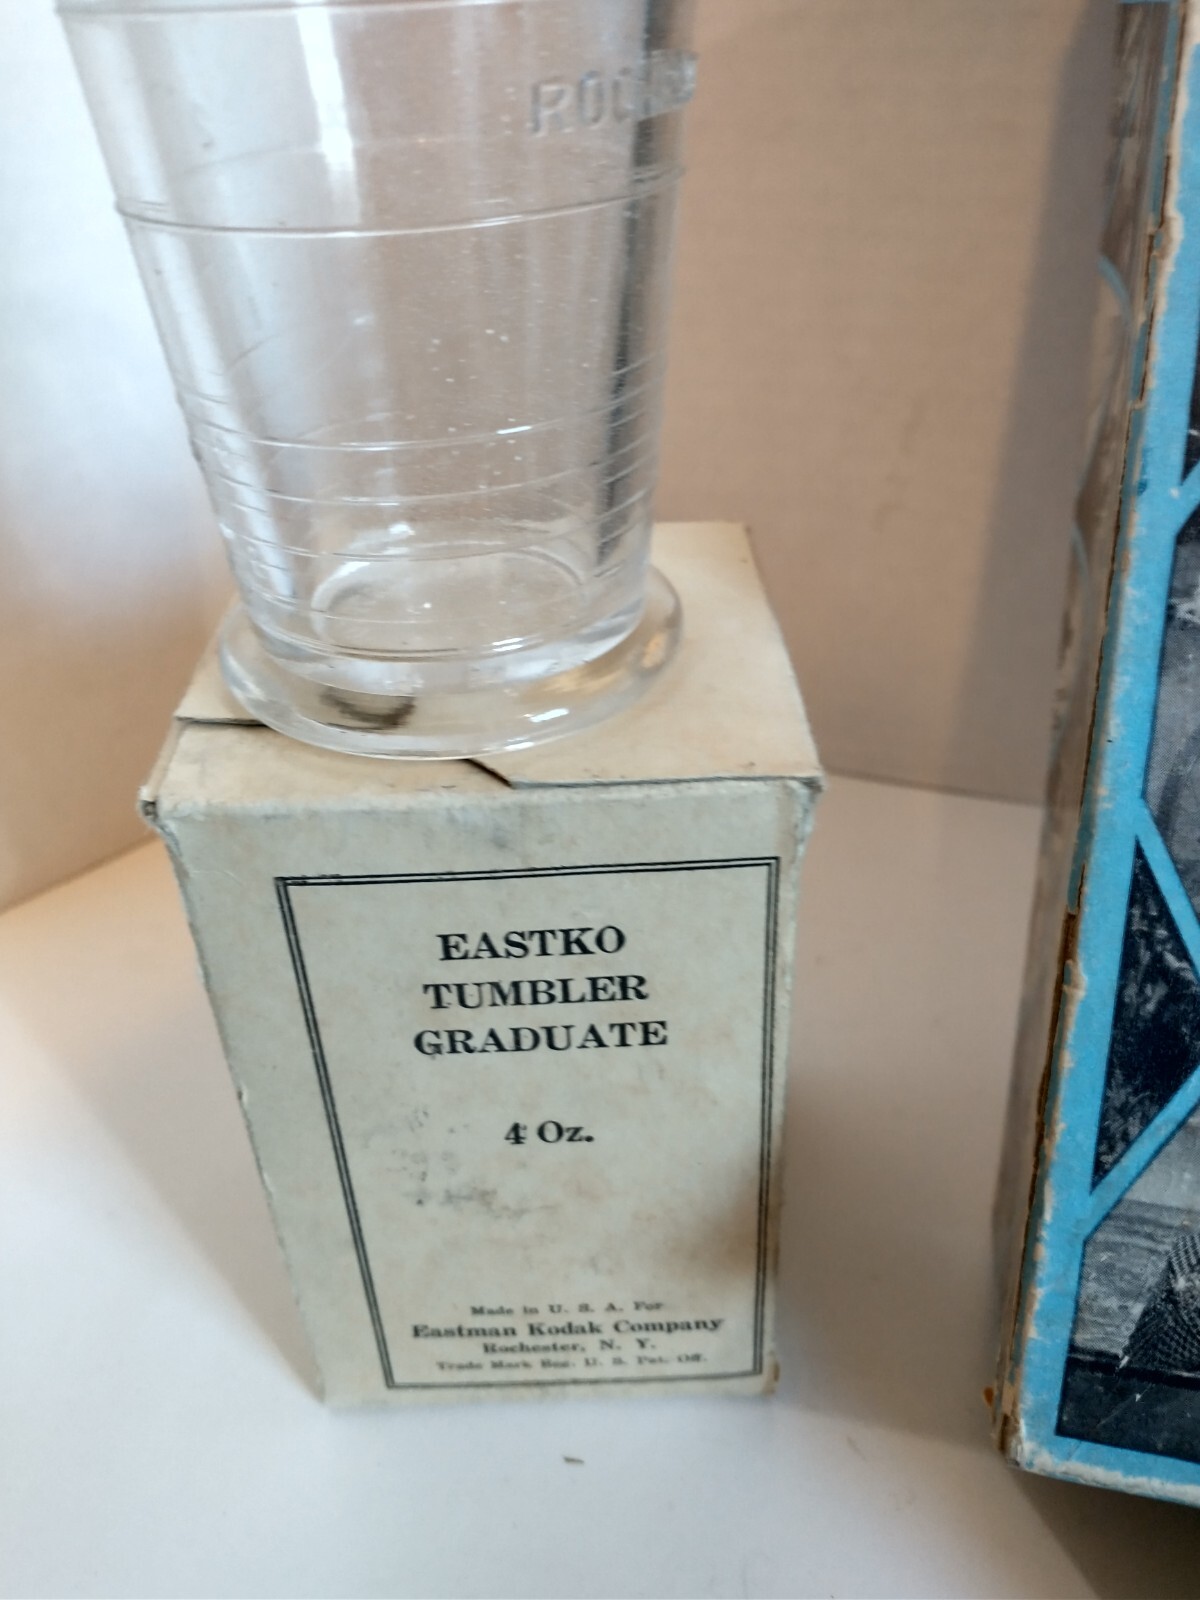 EASTKO
TUMBLER
GRADUATE
4 Oz.
Made in U. S. A. For
Eastman Kodak Company
Rochester, N. Y.
Trade Mark Reg. U. S. Pat. Off.